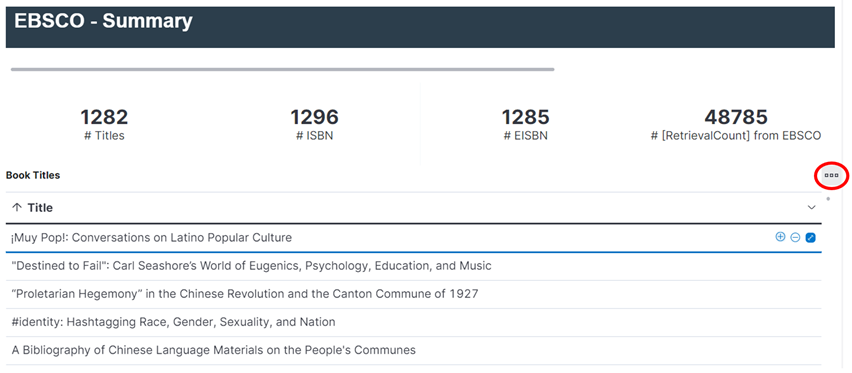 EBSCO - Summary
1282 1296 1285 48785
# Titles # ISBN # EISBN # [RetrievalCount] from EBSCO
Book Titles
Title
¡Muy Pop!: Conversations on Latino Popular Culture
"Destined to Fail": Carl Seashore’s World of Eugenics, Psychology, Education, and Music
“Proletarian Hegemony” in the Chinese Revolution and the Canton Commune of 1927
#identity: Hashtagging Race, Gender, Sexuality, and Nation
A Bibliography of Chinese Language Materials on the People's Communes